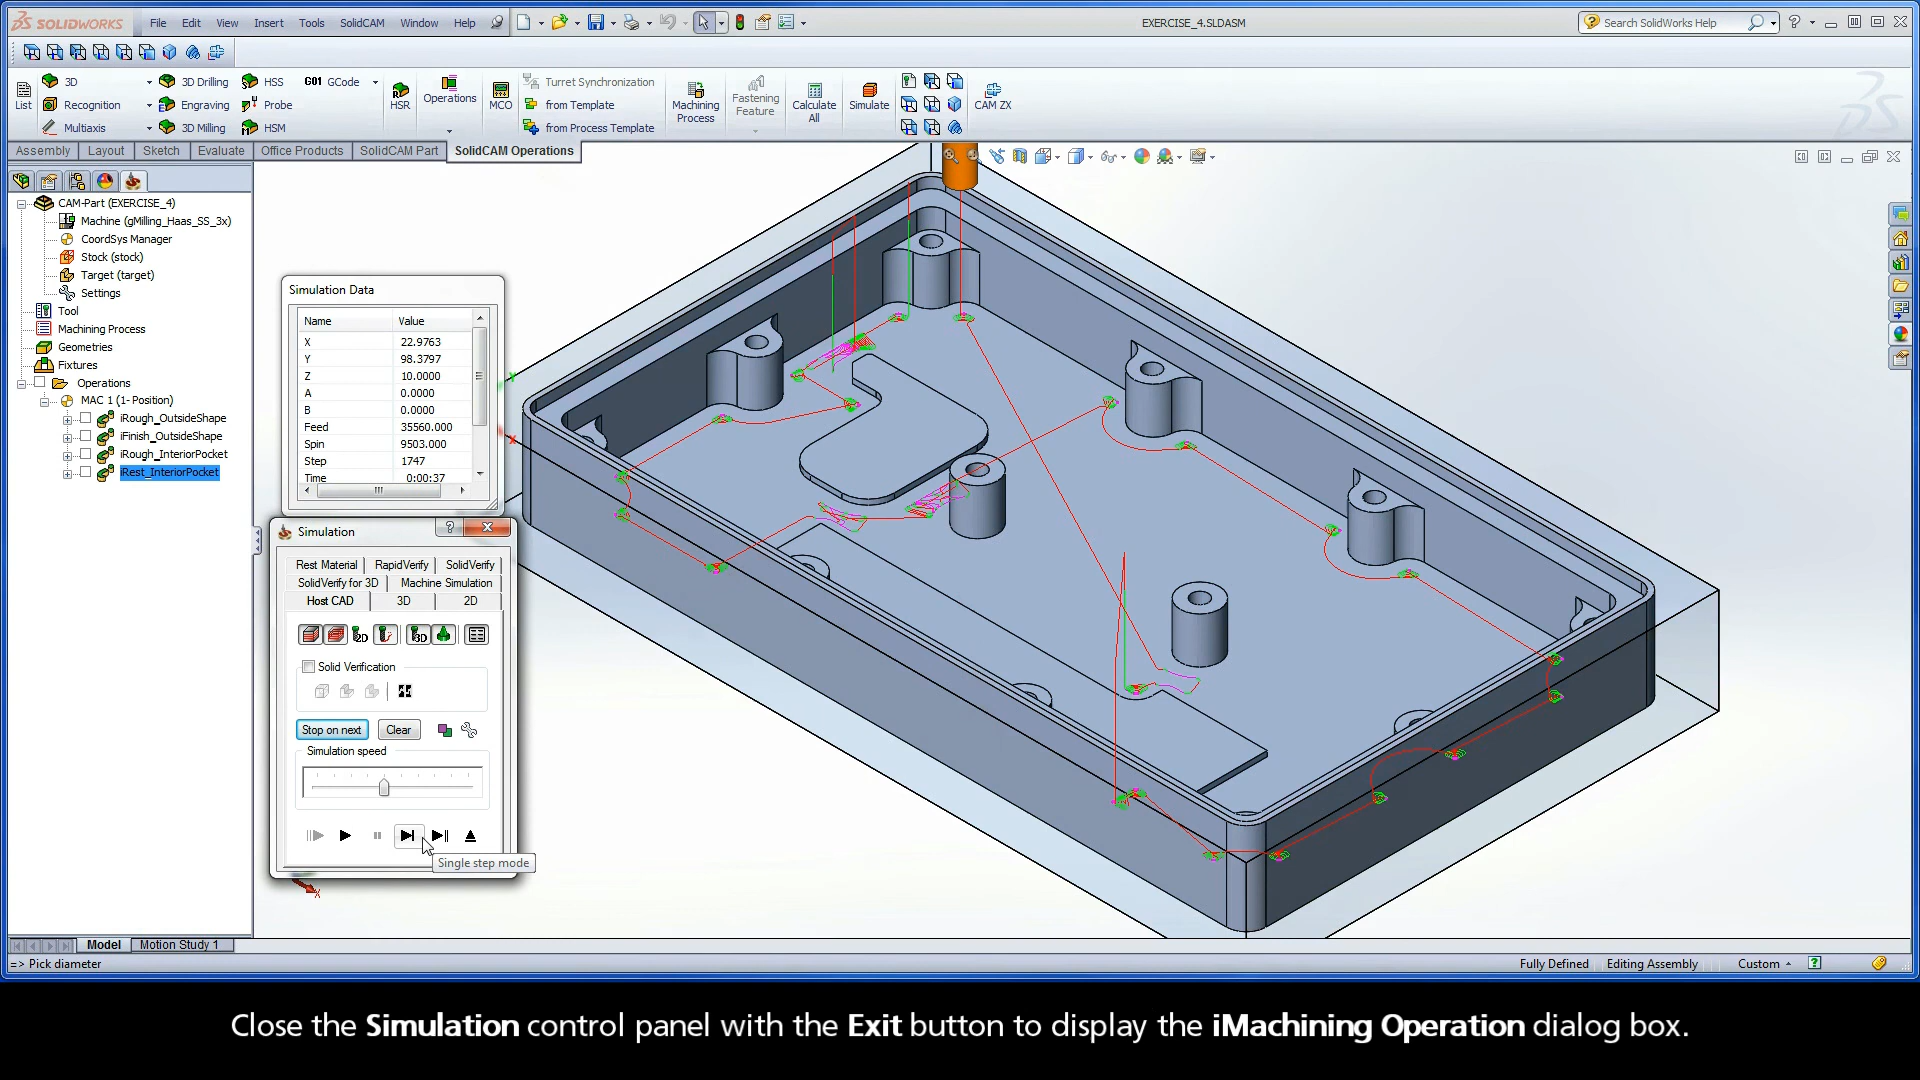 SOLIDWORKS File Edit View Insert Tools SolidCAM Window Help EXERCISE_4.SLDASM Search SolidWorks Help
3D 3D Drilling HSS G01 GCode Turret Synchronization
Recognition Engraving Probe from Template
Multiaxis 3D Milling HSM from Process Template
List HSR Operations MCO Machining Process Fastening Feature Calculate All Simulate CAM ZX
Assembly Layout Sketch Evaluate Office Products SolidCAM Part SolidCAM Operations
CAM-Part (EXERCISE_4)
Machine (gMilling_Haas_SS_3x)
CoordSys Manager
Stock (stock)
Target (target)
Settings
Tool
Machining Process
Geometries
Fixtures
Operations
MAC 1 (1- Position)
iRough_OutsideShape
iFinish_OutsideShape
iRough_InteriorPocket
iRest_InteriorPocket
Simulation Data
Name Value
X 22.9763
Y 98.3797
Z 10.0000
A 0.0000
B 0.0000
Feed 35560.000
Spin 9503.000
Step 1747
Time 0:00:37
Simulation
Rest Material RapidVerify SolidVerify
SolidVerify for 3D Machine Simulation
Host CAD 3D 2D
2D 3D
Solid Verification
Stop on next Clear
Simulation speed
Single step mode
Y
X
X
Model Motion Study 1
=> Pick diameter Fully Defined Editing Assembly Custom
Close the Simulation control panel with the Exit button to display the iMachining Operation dialog box.